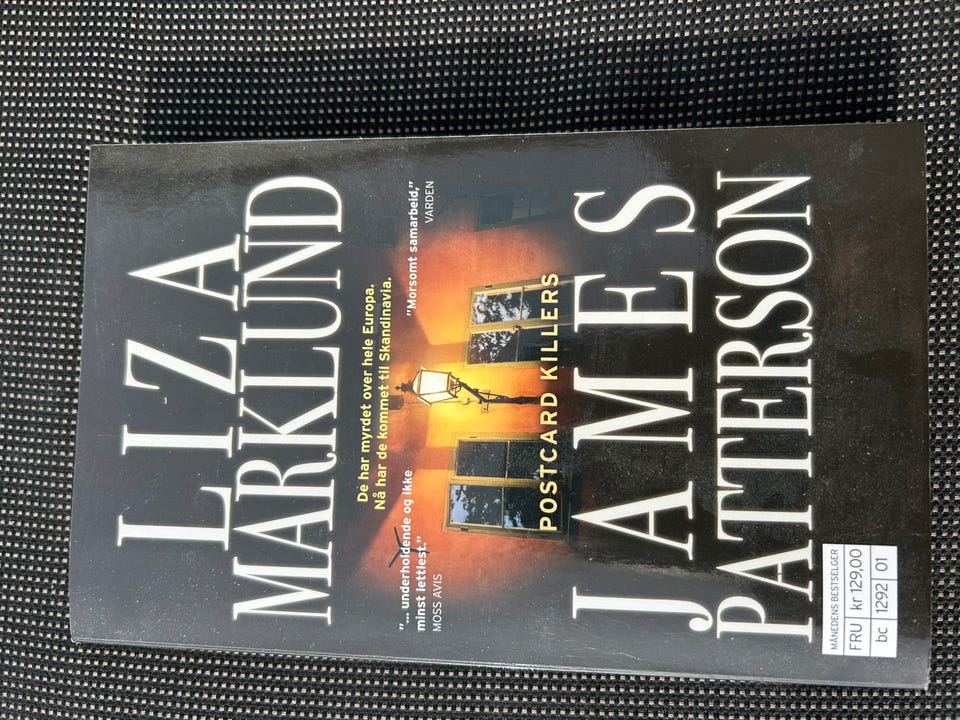 LIZA
MARKLUND
De har myrdet over hele Europa.
Nå har de kommet til Skandinavia.
"... underholdende og ikke
minst lettlest."
MOSS AVIS
"Morsomt samarbeid,"
VARDEN
POSTCARD KILLERS
JAMES
PATTERSON
MÅNEDENS BESTSELGER
FRU kr 129,00
bc 1292 01